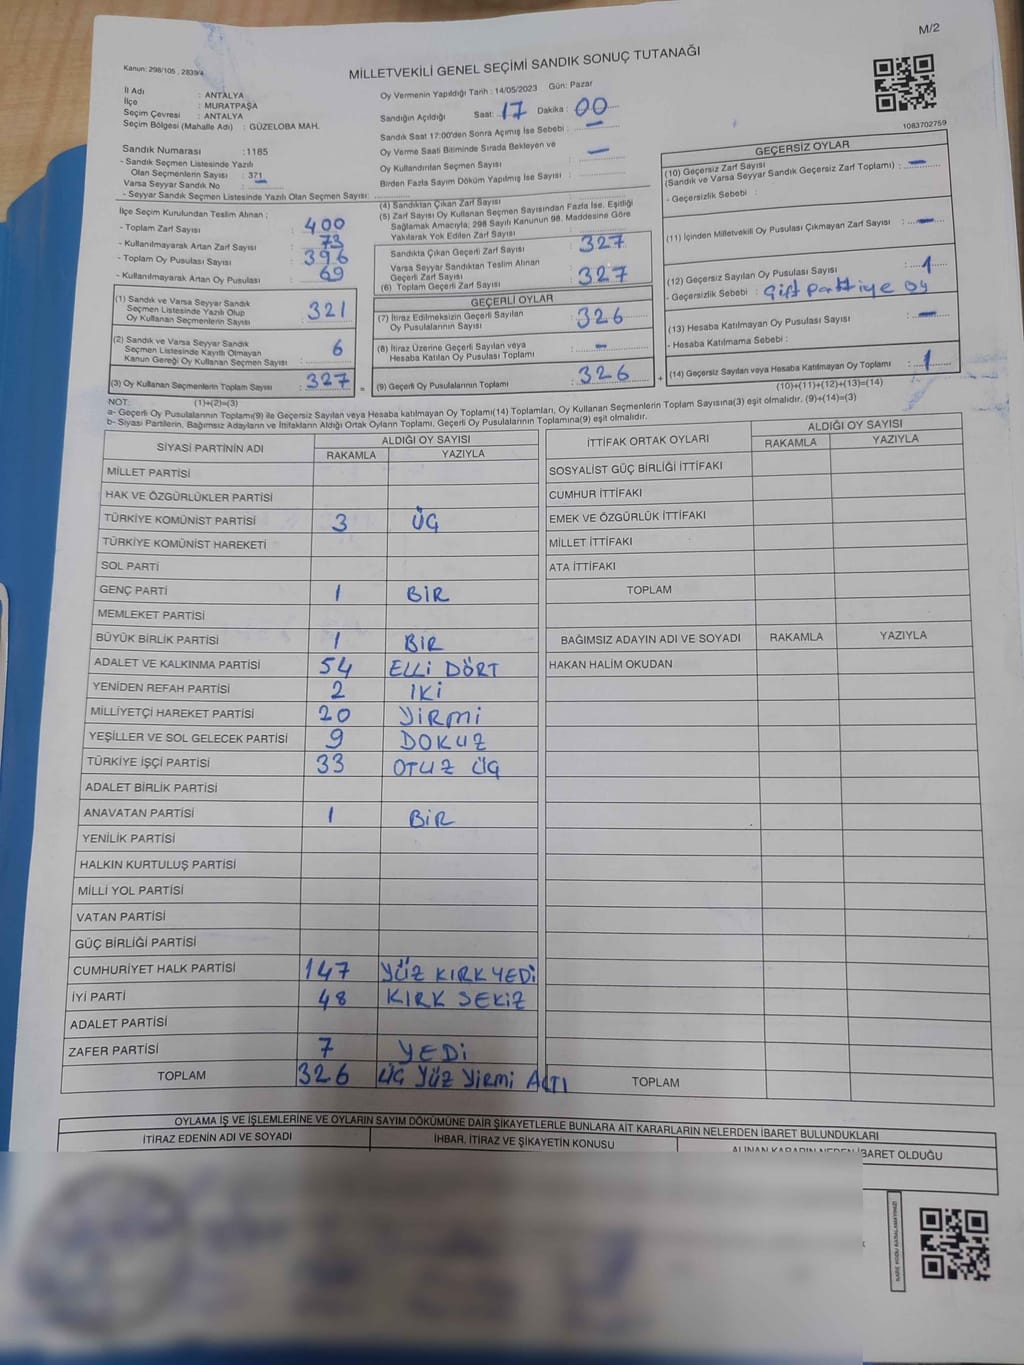 M/2
Kanun: 298/105 , 2839/4
MİLLETVEKİLİ GENEL SEÇİMİ SANDIK SONUÇ TUTANAĞI
İl Adı : ANTALYA
İlçe : MURATPAŞA
Seçim Çevresi : ANTALYA
Seçim Bölgesi (Mahalle Adı) : GÜZELOBA MAH.
Oy Vermenin Yapıldığı Tarih : 14/05/2023 Gün: Pazar
Sandığın Açıldığı Saat: 17 Dakika : 00
Sandık Saat 17:00'den Sonra Açımış İse Sebebi : —
Oy Verme Saati Bitiminde Sırada Bekleyen ve
Oy Kullandırılan Seçmen Sayısı : —
Birden Fazla Sayım Döküm Yapılmış İse Sayısı :
1083702759
Sandık Numarası : 1185
- Sandık Seçmen Listesinde Yazılı
Olan Seçmenlerin Sayısı : 371
Varsa Seyyar Sandık No : —
- Seyyar Sandık Seçmen Listesinde Yazılı Olan Seçmen Sayısı:
İlçe Seçim Kurulundan Teslim Alınan ;
- Toplam Zarf Sayısı : 400
- Kullanılmayarak Artan Zarf Sayısı : 73
- Toplam Oy Pusulası Sayısı : 396
- Kullanılmayarak Artan Oy Pusulası : 69
(1) Sandık ve Varsa Seyyar Sandık
Seçmen Listesinde Yazılı Olup
Oy Kullanan Seçmenlerin Sayısı : 321
(2) Sandık ve Varsa Seyyar Sandık
Seçmen Listesinde Kayıtlı Olmayan
Kanun Gereği Oy Kullanan Seçmen Sayısı : 6
(3) Oy Kullanan Seçmenlerin Toplam Sayısı : 327 =
(1)+(2)=(3)
(4) Sandıktan Çıkan Zarf Sayısı
(5) Zarf Sayısı Oy Kullanan Seçmen Sayısından Fazla İse, Eşitliği
Sağlamak Amacıyla; 298 Sayılı Kanunun 98. Maddesine Göre
Yakılarak Yok Edilen Zarf Sayısı
Sandıkta Çıkan Geçerli Zarf Sayısı : 327
Varsa Seyyar Sandıktan Teslim Alınan
Geçerli Zarf Sayısı
(6) Toplam Geçerli Zarf Sayısı : 327
GEÇERLİ OYLAR
(7) İtiraz Edilmeksizin Geçerli Sayılan
Oy Pusulalarının Sayısı : 326
(8) İtiraz Üzerine Geçerli Sayılan veya
Hesaba Katılan Oy Pusulası Toplamı : —
(9) Geçerli Oy Pusulalarının Toplamı : 326 +
GEÇERSİZ OYLAR
(10) Geçersiz Zarf Sayısı
(Sandık ve Varsa Seyyar Sandık Geçersiz Zarf Toplamı) : —
- Geçersizlik Sebebi :
(11) İçinden Milletvekili Oy Pusulası Çıkmayan Zarf Sayısı : —
(12) Geçersiz Sayılan Oy Pusulası Sayısı : 1
- Geçersizlik Sebebi : Çift partiye oy
(13) Hesaba Katılmayan Oy Pusulası Sayısı : —
- Hesaba Katılmama Sebebi :
(14) Geçersiz Sayılan veya Hesaba Katılmayan Oy Toplamı : 1
(10)+(11)+(12)+(13)=(14)
NOT:
a- Geçerli Oy Pusulalarının Toplamı(9) ile Geçersiz Sayılan veya Hesaba katılmayan Oy Toplamı(14) Toplamları, Oy Kullanan Seçmenlerin Toplam Sayısına(3) eşit olmalıdır. (9)+(14)=(3)
b- Siyasi Partilerin, Bağımsız Adayların ve İttifakların Aldığı Ortak Oyların Toplamı, Geçerli Oy Pusulalarının Toplamına(9) eşit olmalıdır.
SİYASİ PARTİNİN ADI ALDIĞI OY SAYISI
RAKAMLA YAZIYLA
MİLLET PARTİSİ
HAK VE ÖZGÜRLÜKLER PARTİSİ
TÜRKİYE KOMÜNİST PARTİSİ 3 ÜÇ
TÜRKİYE KOMÜNİST HAREKETİ
SOL PARTİ
GENÇ PARTİ 1 BİR
MEMLEKET PARTİSİ
BÜYÜK BİRLİK PARTİSİ 1 BİR
ADALET VE KALKINMA PARTİSİ 54 ELLİ DÖRT
YENİDEN REFAH PARTİSİ 2 İKİ
MİLLİYETÇİ HAREKET PARTİSİ 20 YİRMİ
YEŞİLLER VE SOL GELECEK PARTİSİ 9 DOKUZ
TÜRKİYE İŞÇİ PARTİSİ 33 OTUZ ÜÇ
ADALET BİRLİK PARTİSİ
ANAVATAN PARTİSİ 1 BİR
YENİLİK PARTİSİ
HALKIN KURTULUŞ PARTİSİ
MİLLİ YOL PARTİSİ
VATAN PARTİSİ
GÜÇ BİRLİĞİ PARTİSİ
CUMHURİYET HALK PARTİSİ 147 YÜZ KIRK YEDİ
İYİ PARTİ 48 KIRK SEKİZ
ADALET PARTİSİ
ZAFER PARTİSİ 7 YEDİ
TOPLAM 326 ÜÇ YÜZ YİRMİ ALTI
İTTİFAK ORTAK OYLARI ALDIĞI OY SAYISI
RAKAMLA YAZIYLA
SOSYALİST GÜÇ BİRLİĞİ İTTİFAKI
CUMHUR İTTİFAKI
EMEK VE ÖZGÜRLÜK İTTİFAKI
MİLLET İTTİFAKI
ATA İTTİFAKI
TOPLAM
BAĞIMSIZ ADAYIN ADI VE SOYADI RAKAMLA YAZIYLA
HAKAN HALİM OKUDAN
TOPLAM
OYLAMA İŞ VE İŞLEMLERİNE VE OYLARIN SAYIM DÖKÜMÜNE DAİR ŞİKAYETLERLE BUNLARA AİT KARARLARIN NELERDEN İBARET BULUNDUKLARI
İTİRAZ EDENİN ADI VE SOYADI İHBAR, İTİRAZ VE ŞİKAYETİN KONUSU ALINAN KARARIN NEDEN İBARET OLDUĞU